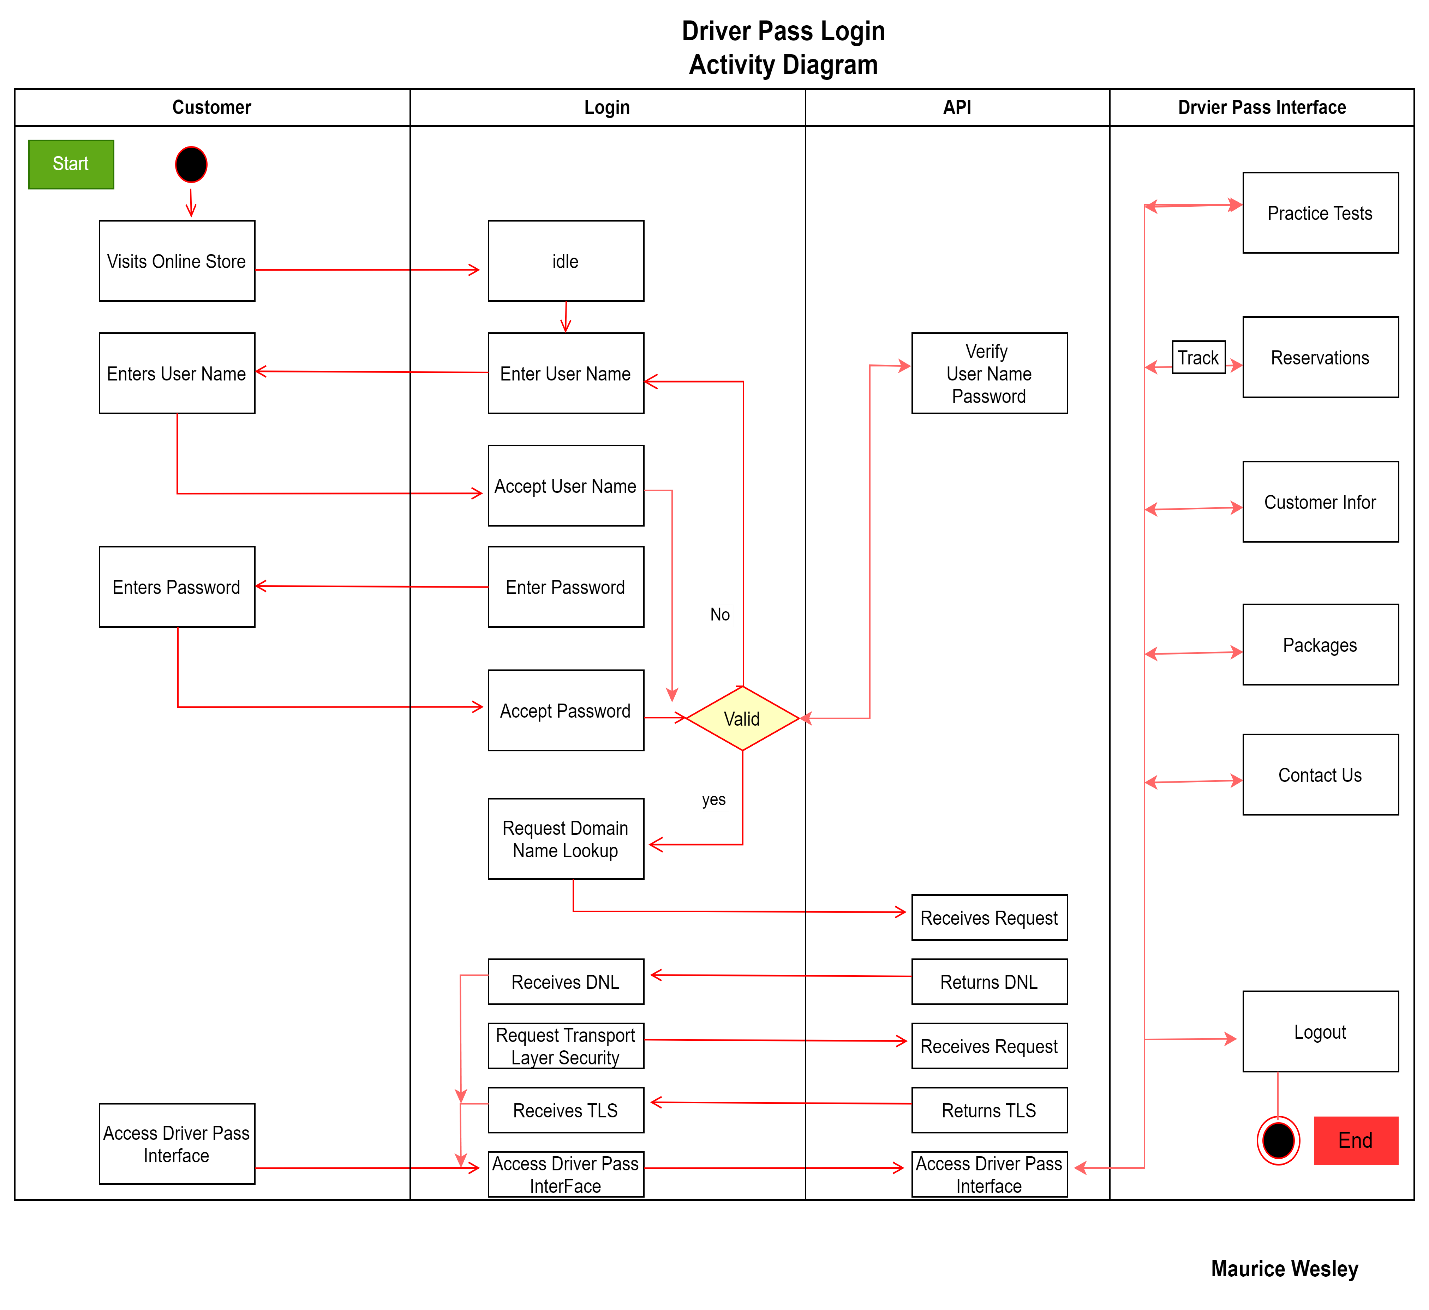 Driver Pass Login
Activity Diagram
Customer
Login
API
Drvier Pass Interface
Start
Visits Online Store
idle
Practice Tests
Enters User Name
Enter User Name
Verify
User Name
Password
Track
Reservations
Accept User Name
Customer Infor
Enters Password
Enter Password
No
Packages
Accept Password
Valid
Contact Us
yes
Request Domain
Name Lookup
Receives Request
Receives DNL
Returns DNL
Request Transport
Layer Security
Receives Request
Logout
Receives TLS
Returns TLS
Access Driver Pass
Interface
End
Access Driver Pass
InterFace
Access Driver Pass
Interface
Maurice Wesley